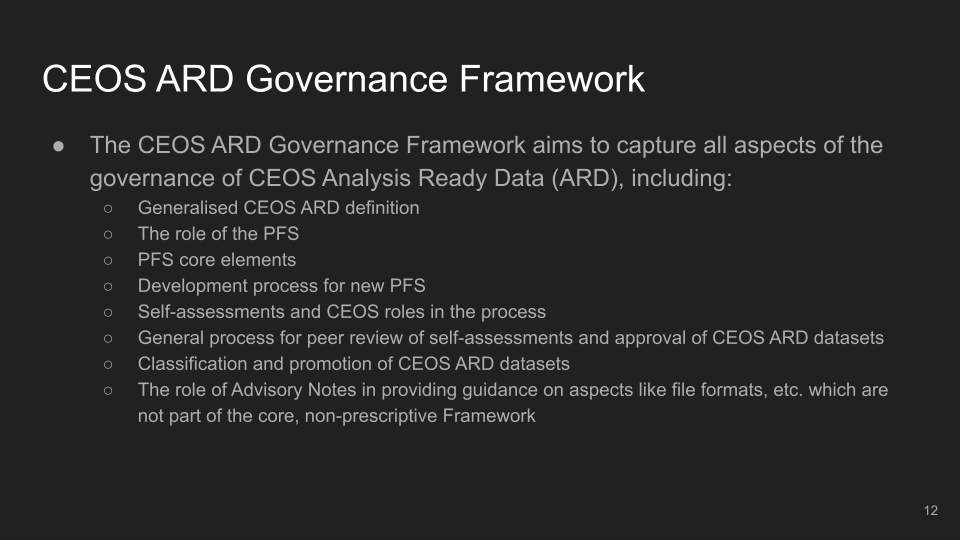 CEOS ARD Governance Framework
● The CEOS ARD Governance Framework aims to capture all aspects of the
governance of CEOS Analysis Ready Data (ARD), including:
○ Generalised CEOS ARD definition
○ The role of the PFS
○ PFS core elements
○ Development process for new PFS
○ Self-assessments and CEOS roles in the process
○ General process for peer review of self-assessments and approval of CEOS ARD datasets
○ Classification and promotion of CEOS ARD datasets
○ The role of Advisory Notes in providing guidance on aspects like file formats, etc. which are
not part of the core, non-prescriptive Framework
12